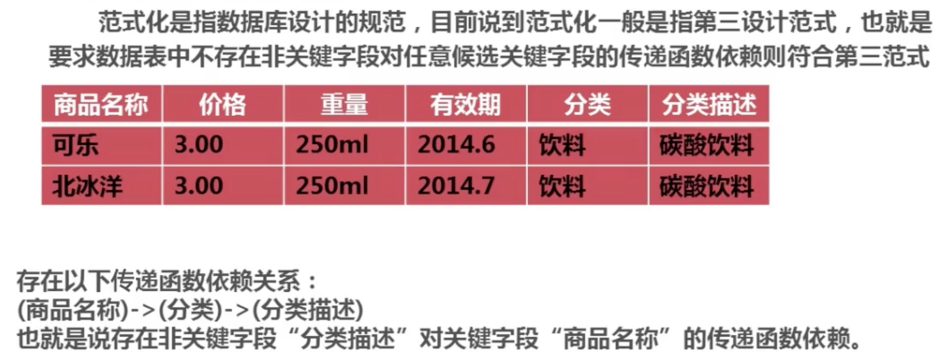 范式化是指数据库设计的规范，目前说到范式化一般是指第三设计范式，也就是
要求数据表中不存在非关键字段对任意候选关键字段的传递函数依赖则符合第三范式
商品名称 价格 重量 有效期 分类 分类描述
可乐 3.00 250ml 2014.6 饮料 碳酸饮料
北冰洋 3.00 250ml 2014.7 饮料 碳酸饮料
存在以下传递函数依赖关系：
(商品名称)->(分类)->(分类描述)
也就是说存在非关键字段“分类描述”对关键字段“商品名称”的传递函数依赖。